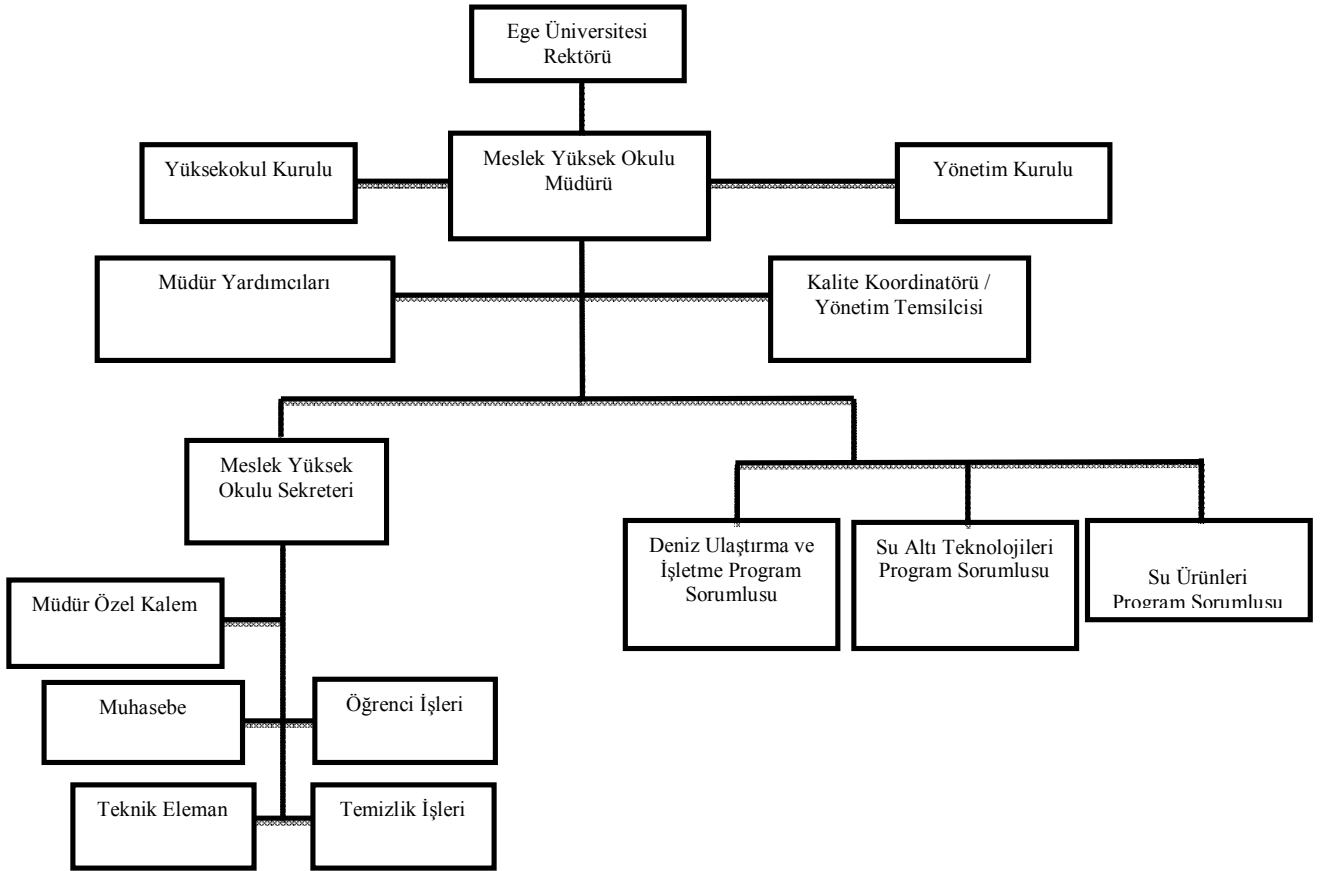 Ege Üniversitesi
Rektörü
Yüksekokul Kurulu
Meslek Yüksek Okulu
Müdürü
Yönetim Kurulu
Müdür Yardımcıları
Kalite Koordinatörü /
Yönetim Temsilcisi
Meslek Yüksek
Okulu Sekreteri
Deniz Ulaştırma ve
İşletme Program
Sorumlusu
Su Altı Teknolojileri
Program Sorumlusu
Su Ürünleri
Program Sorumlusu
Müdür Özel Kalem
Muhasebe
Öğrenci İşleri
Teknik Eleman
Temizlik İşleri